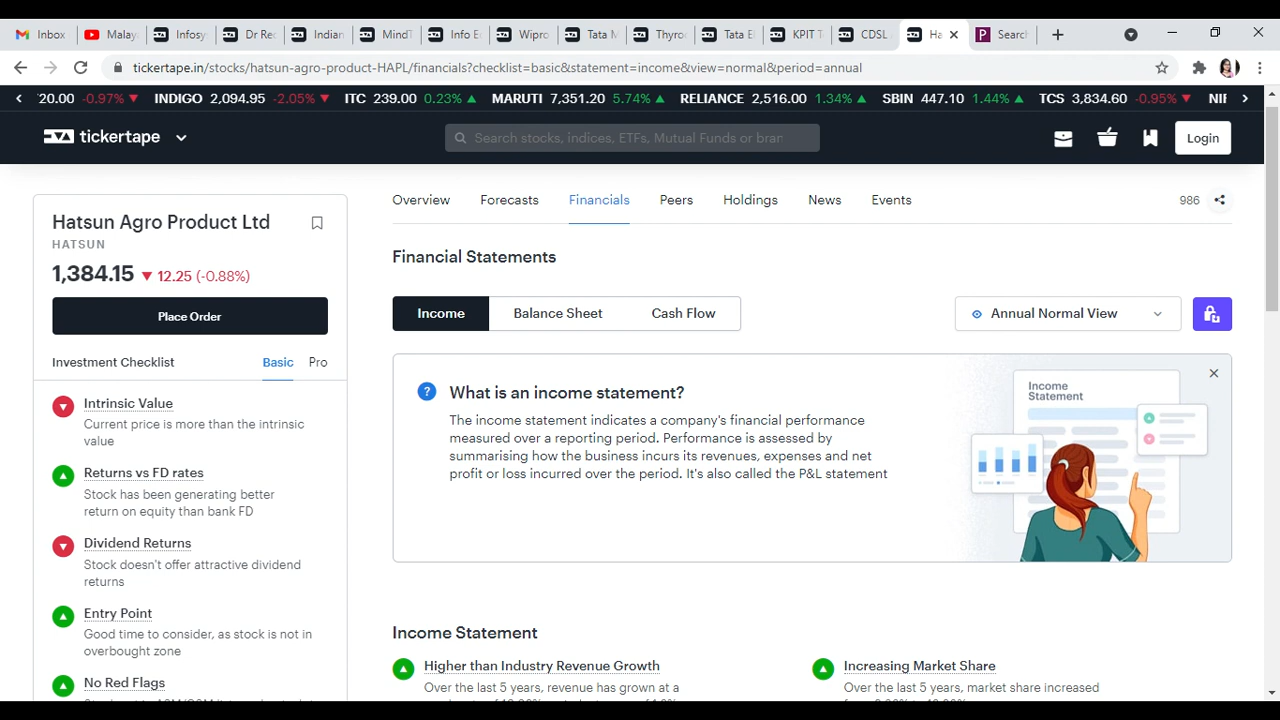 Inbox
Malay
Infosy
Dr Re
Indian
MindT
Info E
Wipro
Tata M
Thyro
Tata E
KPIT T
CDSL
Ha
Search
tickertape.in/stocks/hatsun-agro-product-HAPL/financials?checklist=basic&statement=income&view=normal&period=annual
'20.00 -0.97% ▼ INDIGO 2,094.95 -2.05% ▼ ITC 239.00 0.23% ▲ MARUTI 7,351.20 5.74% ▲ RELIANCE 2,516.00 1.34% ▲ SBIN 447.10 1.44% ▲ TCS 3,834.60 -0.95% ▼
tickertape
Search stocks, indices, ETFs, Mutual Funds or bran
Login
Hatsun Agro Product Ltd
HATSUN
1,384.15 ▼ 12.25 (-0.88%)
Place Order
Investment Checklist Basic Pro
Intrinsic Value
Current price is more than the intrinsic
value
Returns vs FD rates
Stock has been generating better
return on equity than bank FD
Dividend Returns
Stock doesn't offer attractive dividend
returns
Entry Point
Good time to consider, as stock is not in
overbought zone
No Red Flags
Overview Forecasts Financials Peers Holdings News Events 986
Financial Statements
Income Balance Sheet Cash Flow Annual Normal View
What is an income statement?
The income statement indicates a company's financial performance
measured over a reporting period. Performance is assessed by
summarising how the business incurs its revenues, expenses and net
profit or loss incurred over the period. It's also called the P&L statement
Income
Statement
Income Statement
Higher than Industry Revenue Growth
Over the last 5 years, revenue has grown at a
Increasing Market Share
Over the last 5 years, market share increased